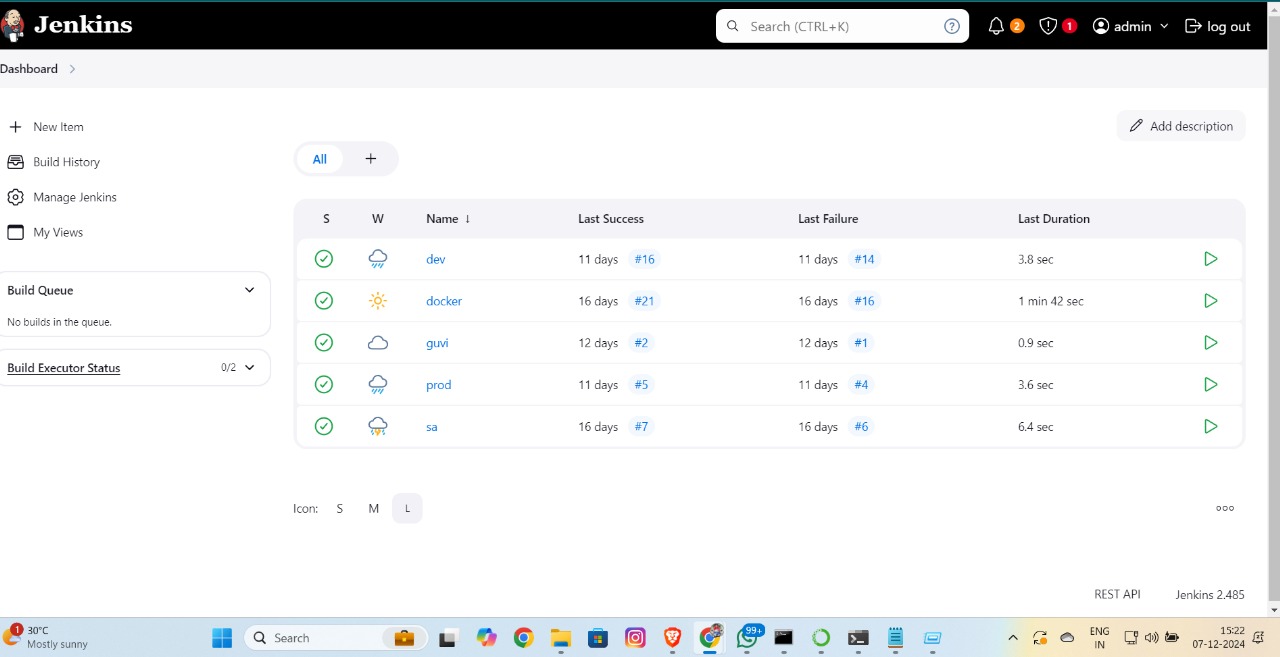 Jenkins
Search (CTRL+K)
?
2
1
admin
log out
Dashboard
New Item
Build History
Manage Jenkins
My Views
Build Queue
No builds in the queue.
Build Executor Status 0/2
Add description
All +
S W Name ↓ Last Success Last Failure Last Duration
dev 11 days #16 11 days #14 3.8 sec
docker 16 days #21 16 days #16 1 min 42 sec
guvi 12 days #2 12 days #1 0.9 sec
prod 11 days #5 11 days #4 3.6 sec
sa 16 days #7 16 days #6 6.4 sec
Icon: S M L
REST API Jenkins 2.485
1
30°C
Mostly sunny
Search
99+
ENG
IN
15:22
07-12-2024